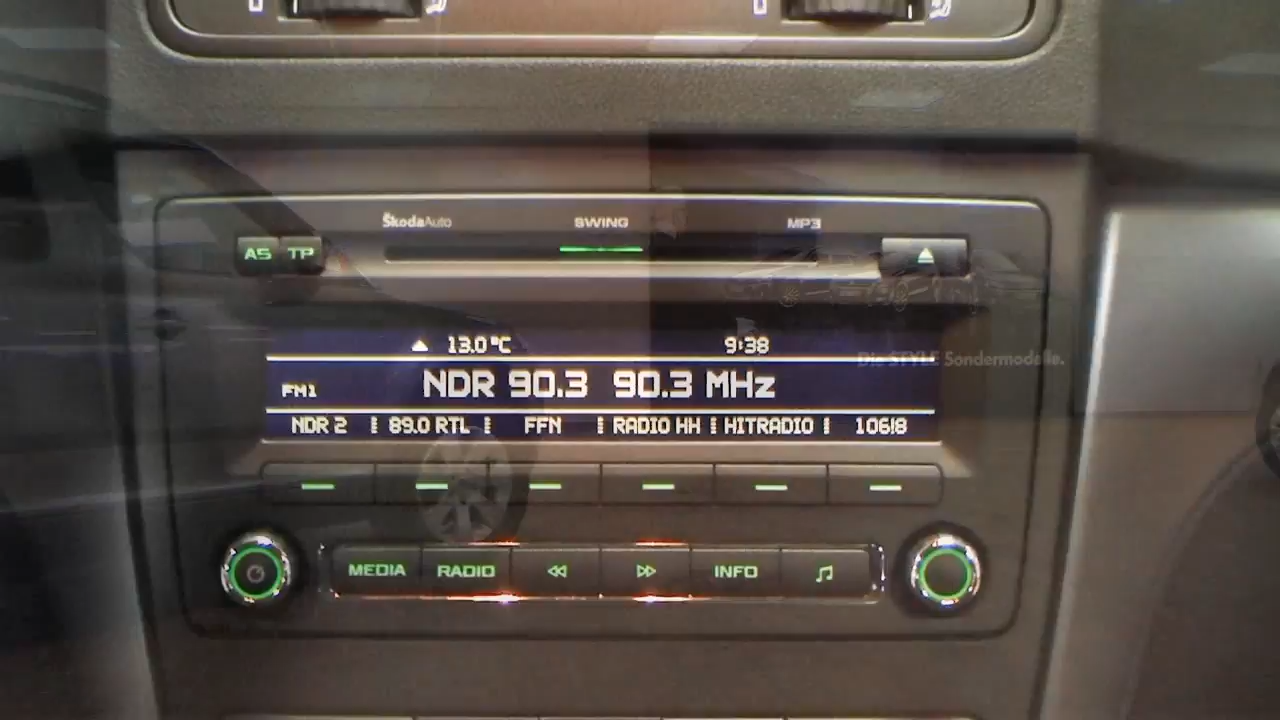 ŠkodaAuto SWING MP3
AS TP
13.0 °C 9:38
Die STYLE Sondermodelle.
FM1 NDR 90.3 90.3 MHz
NDR 2 89.0 RTL FFN RADIO HH HITRADIO 106!8
MEDIA RADIO INFO